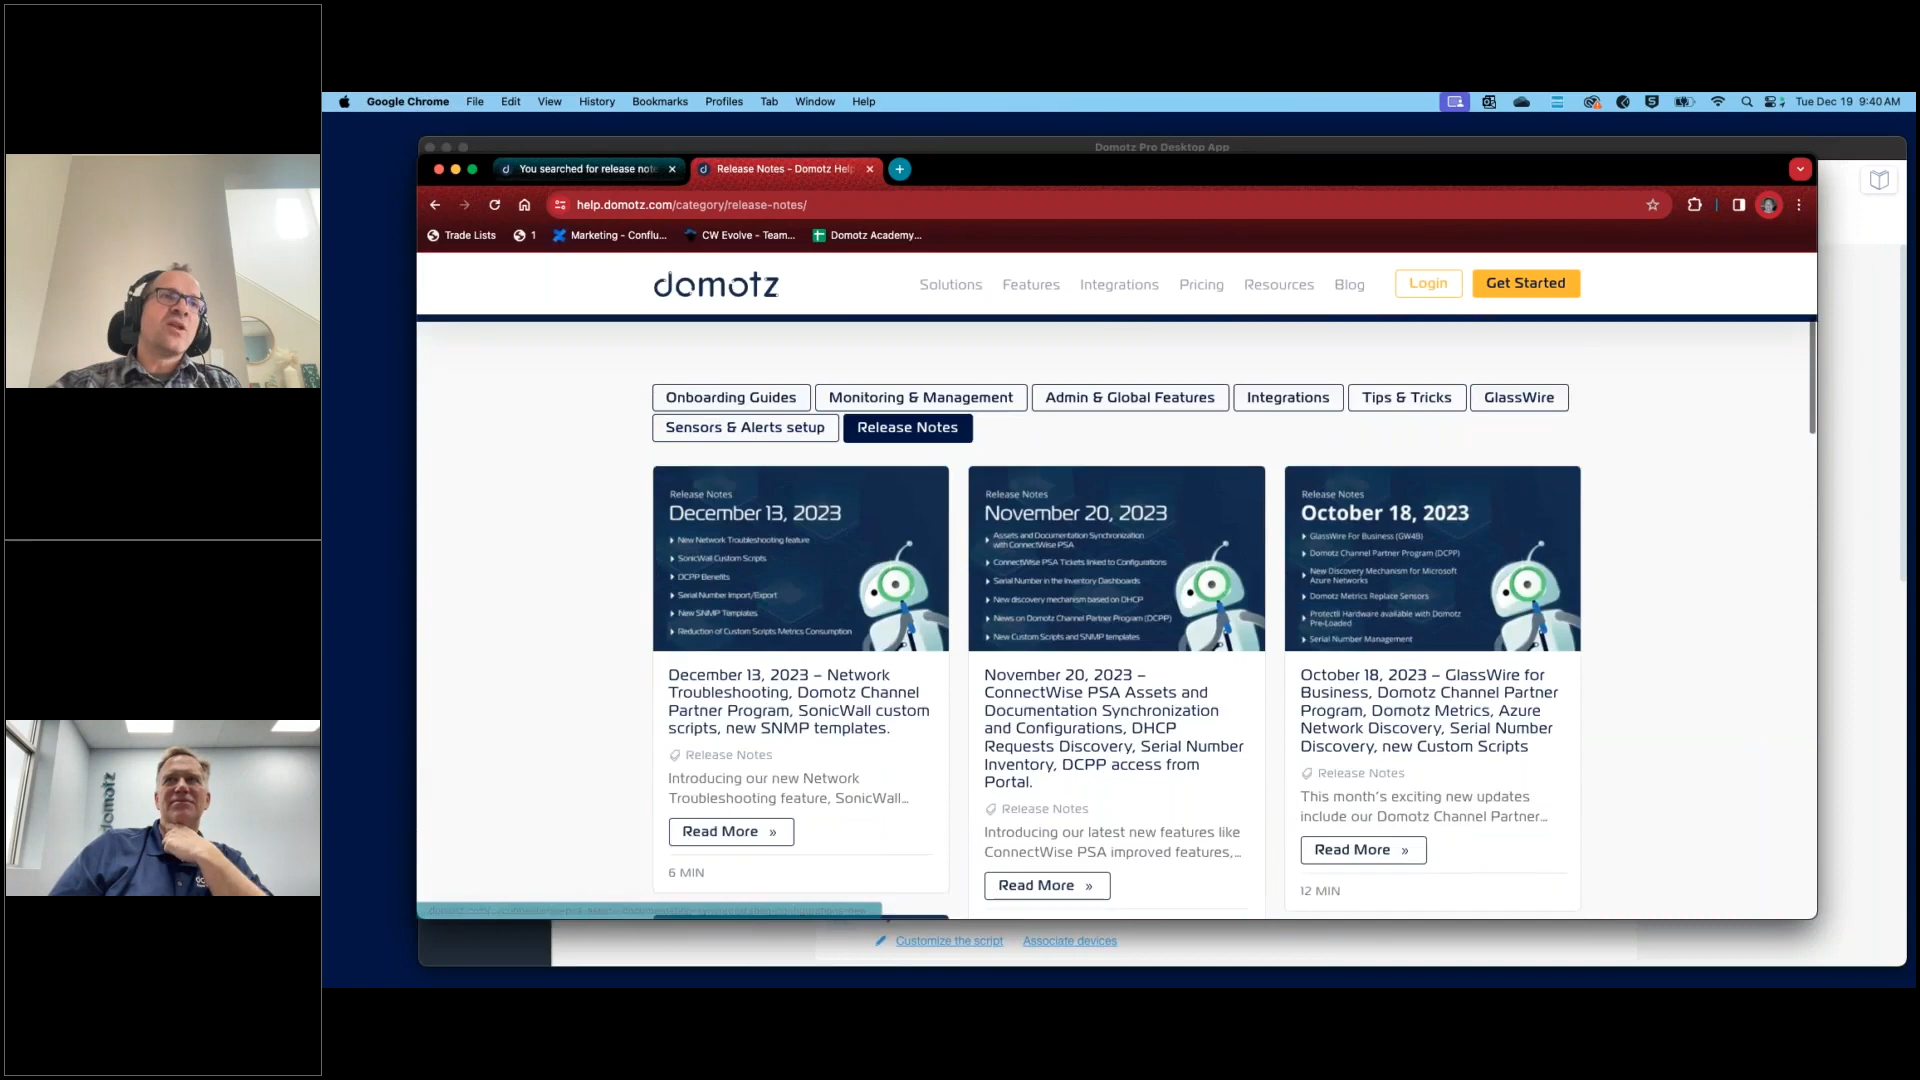 Google Chrome File Edit View History Bookmarks Profiles Tab Window Help
Tue Dec 19 9:40 AM
Domotz Pro Desktop App
You searched for release note
Release Notes - Domotz Help
help.domotz.com/category/release-notes/
Trade Lists
1
Marketing - Conflu...
CW Evolve - Team...
Domotz Academy...
domotz
Solutions Features Integrations Pricing Resources Blog
Login
Get Started
Onboarding Guides
Monitoring & Management
Admin & Global Features
Integrations
Tips & Tricks
GlassWire
Sensors & Alerts setup
Release Notes
Release Notes
December 13, 2023
New Network Troubleshooting feature
SonicWall Custom Scripts
DCPP Benefits
Serial Number Import/Export
New SNMP Templates
Reduction of Custom Scripts Metrics Consumption
December 13, 2023 – Network
Troubleshooting, Domotz Channel
Partner Program, SonicWall custom
scripts, new SNMP templates.
Release Notes
Introducing our new Network
Troubleshooting feature, SonicWall...
Read More »
6 MIN
Release Notes
November 20, 2023
Assets and Documentation Synchronization
with ConnectWise PSA
ConnectWise PSA Tickets linked to Configurations
Serial Number in the Inventory Dashboards
New discovery mechanism based on DHCP
News on Domotz Channel Partner Program (DCPP)
New Custom Scripts and SNMP templates
November 20, 2023 –
ConnectWise PSA Assets and
Documentation Synchronization
and Configurations, DHCP
Requests Discovery, Serial Number
Inventory, DCPP access from
Portal.
Release Notes
Introducing our latest new features like
ConnectWise PSA improved features,...
Read More »
Release Notes
October 18, 2023
GlassWire For Business (GW4B)
Domotz Channel Partner Program (DCPP)
New Discovery Mechanism for Microsoft
Azure Networks
Domotz Metrics Replace Sensors
Protectli Hardware available with Domotz
Pre-Loaded
Serial Number Management
October 18, 2023 – GlassWire for
Business, Domotz Channel Partner
Program, Domotz Metrics, Azure
Network Discovery, Serial Number
Discovery, new Custom Scripts
Release Notes
This month's exciting new updates
include our Domotz Channel Partner...
Read More »
12 MIN
Customize the script
Associate devices
domotz